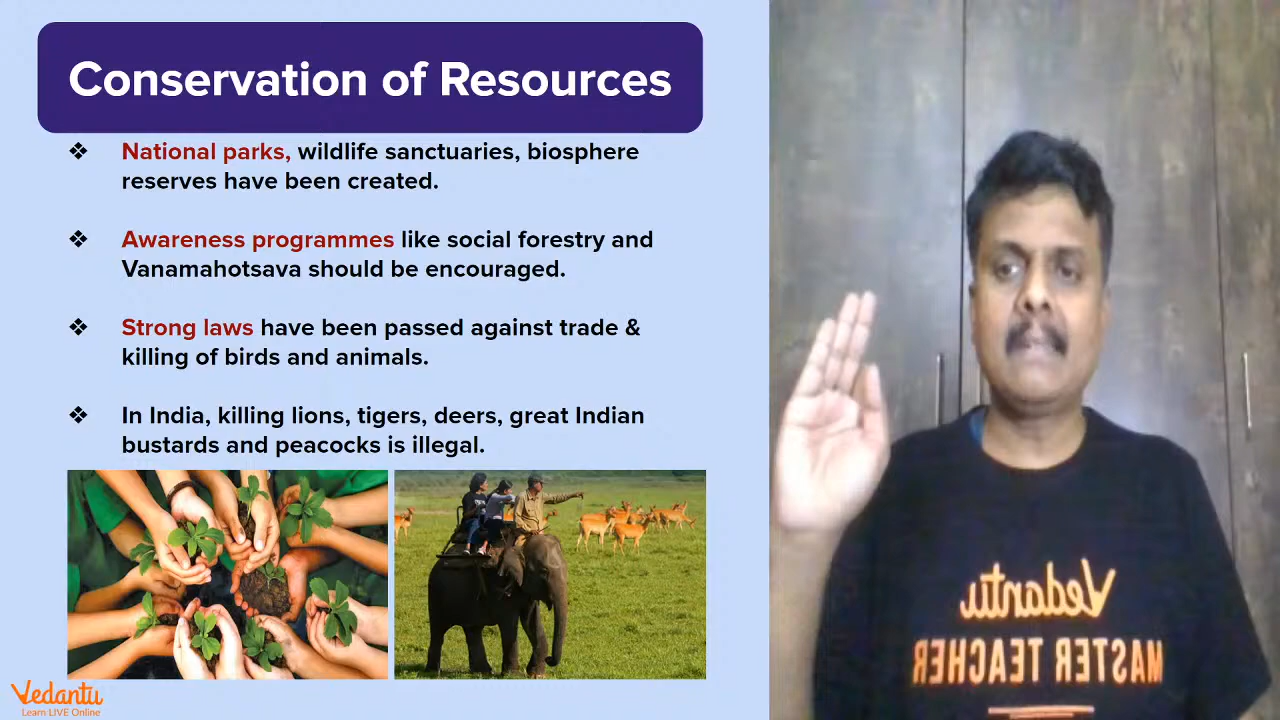 Conservation of Resources
❖ National parks, wildlife sanctuaries, biosphere
reserves have been created.
❖ Awareness programmes like social forestry and
Vanamahotsava should be encouraged.
❖ Strong laws have been passed against trade &
killing of birds and animals.
❖ In India, killing lions, tigers, deers, great Indian
bustards and peacocks is illegal.
Vedantu
Learn LIVE Online
Vedantu
MASTER TEACHER